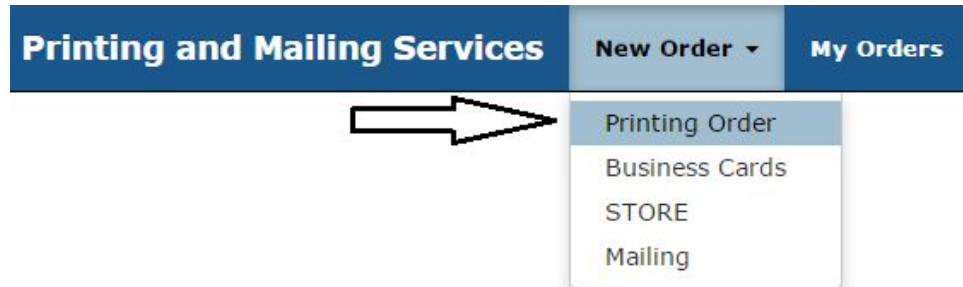 Printing and Mailing Services New Order My Orders
Printing Order
Business Cards
STORE
Mailing